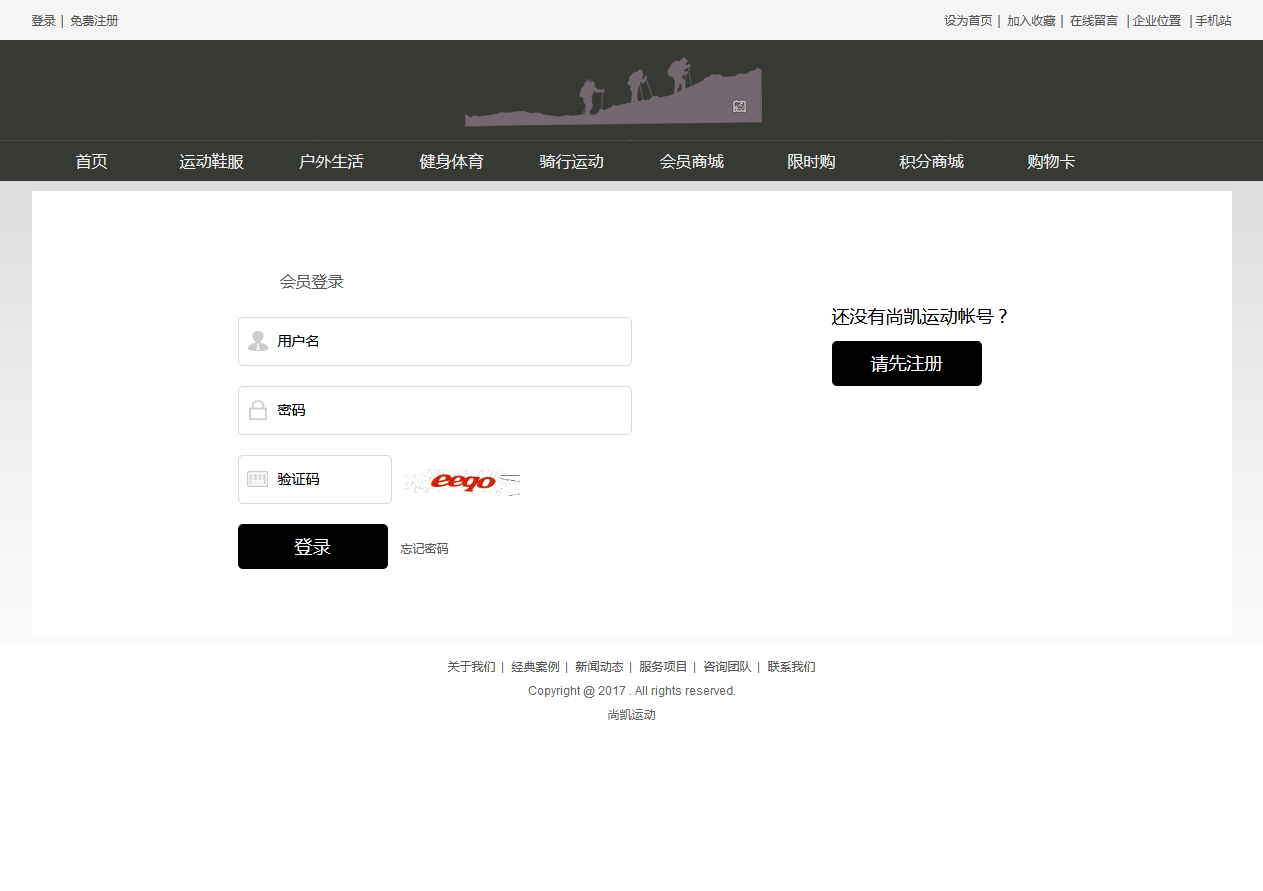 登录 | 免费注册 设为首页 | 加入收藏 | 在线留言 | 企业位置 | 手机站
首页 运动鞋服 户外生活 健身体育 骑行运动 会员商城 限时购 积分商城 购物卡
会员登录
还没有尚凯运动帐号？
用户名
请先注册
密码
验证码 eeqo
登录 忘记密码
关于我们 | 经典案例 | 新闻动态 | 服务项目 | 咨询团队 | 联系我们
Copyright @ 2017 . All rights reserved.
尚凯运动